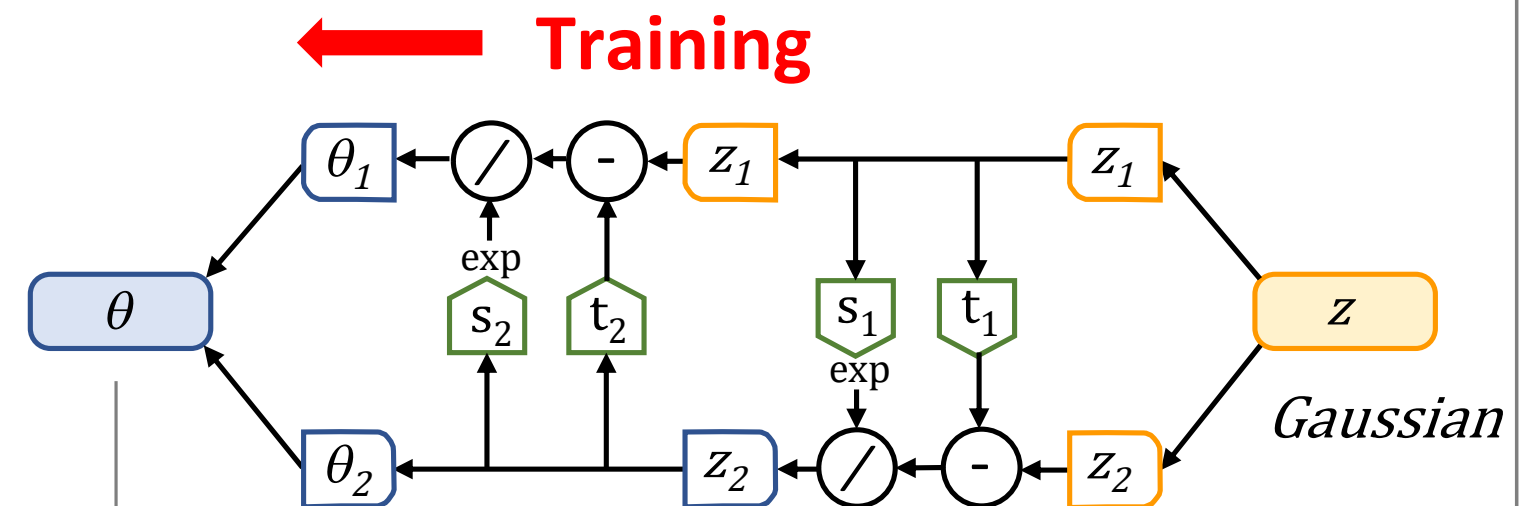 Training
θ₁ / - z₁ z₁
exp
θ s₂ t₂ s₁ t₁ z
exp
Gaussian
θ₂ z₂ / - z₂